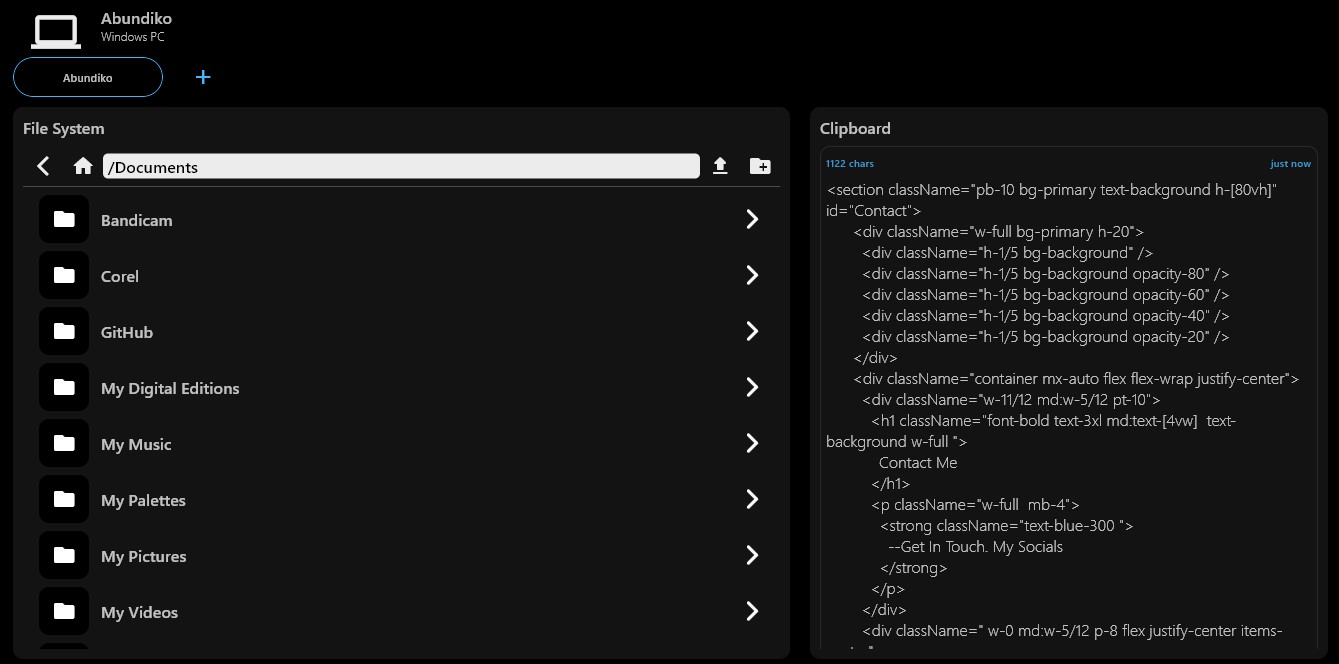 Abundiko
Windows PC
Abundiko
+
File System
/Documents
Bandicam
Corel
GitHub
My Digital Editions
My Music
My Palettes
My Pictures
My Videos
Clipboard
1122 chars
just now
<section className="pb-10 bg-primary text-background h-[80vh]"
id="Contact">
<div className="w-full bg-primary h-20">
<div className="h-1/5 bg-background" />
<div className="h-1/5 bg-background opacity-80" />
<div className="h-1/5 bg-background opacity-60" />
<div className="h-1/5 bg-background opacity-40" />
<div className="h-1/5 bg-background opacity-20" />
</div>
<div className="container mx-auto flex flex-wrap justify-center">
<div className="w-11/12 md:w-5/12 pt-10">
<h1 className="font-bold text-3xl md:text-[4vw]  text-
background w-full ">
Contact Me
</h1>
<p className="w-full  mb-4">
<strong className="text-blue-300 ">
--Get In Touch. My Socials
</strong>
</p>
</div>
<div className=" w-0 md:w-5/12 p-8 flex justify-center items-